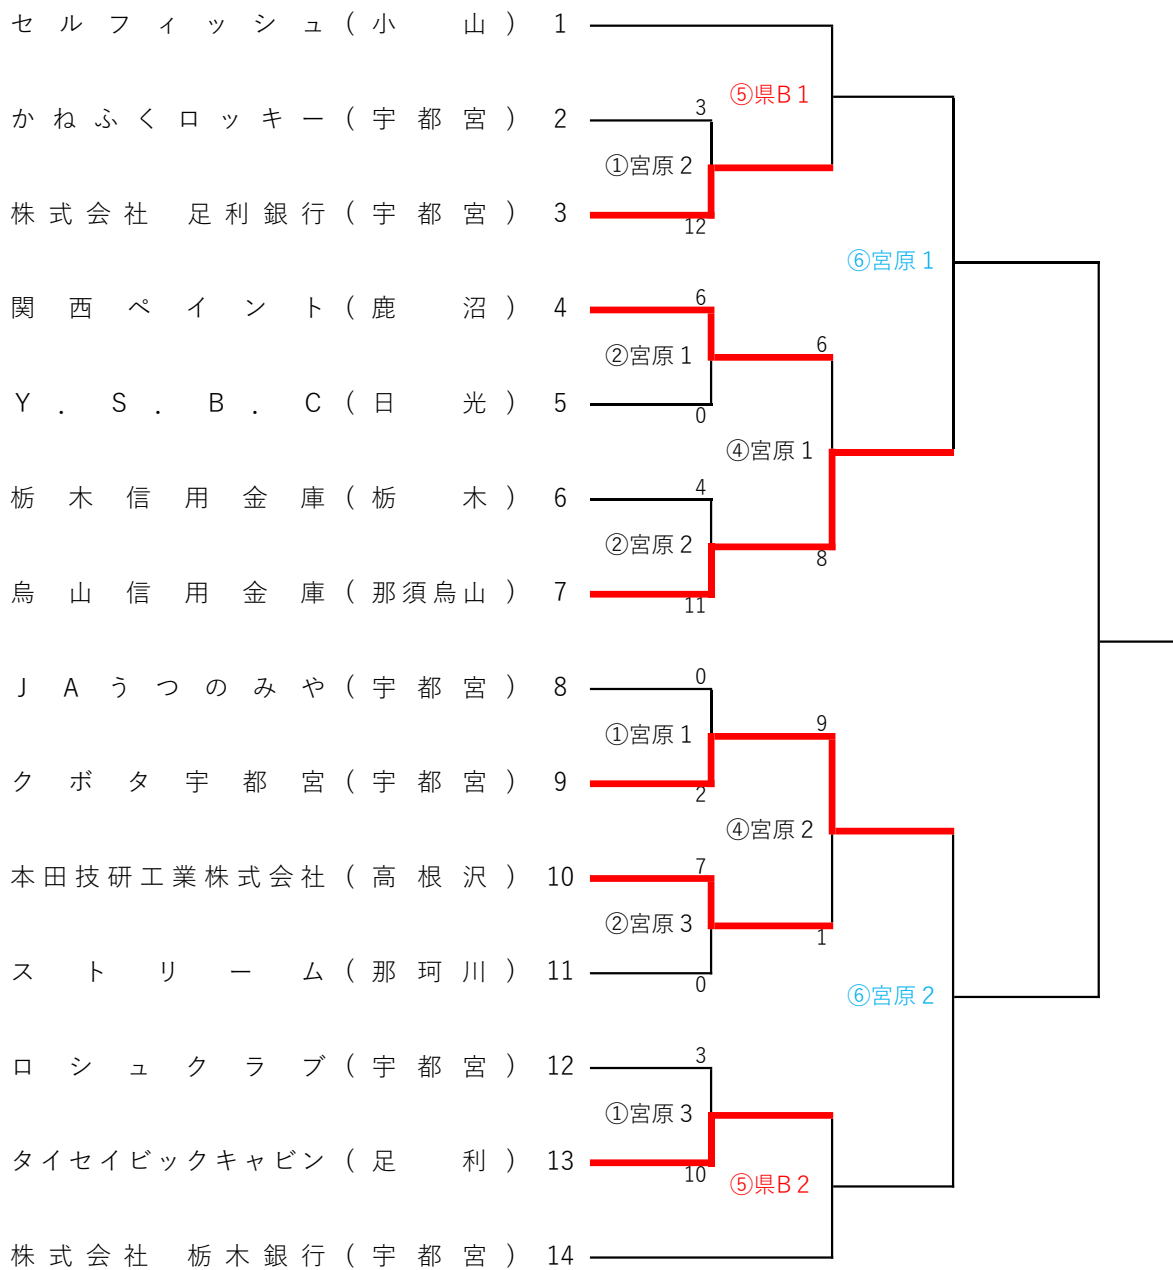 セルフィッシュ(小山) 1
⑤県B1
かねふくロッキー(宇都宮) 2 3
①宮原2
株式会社 足利銀行(宇都宮) 3 12
⑥宮原1
関西ペイント(鹿沼) 4 6
②宮原1 6
Y.S.B.C(日光) 5 0
④宮原1
栃木信用金庫(栃木) 6 4
②宮原2 8
烏山信用金庫(那須烏山) 7 11
JAうつのみや(宇都宮) 8 0
①宮原1 9
クボタ宇都宮(宇都宮) 9 2
④宮原2
本田技研工業株式会社(高根沢) 10 7
②宮原3 1
ストリーム(那珂川) 11 0
⑥宮原2
ロシュクラブ(宇都宮) 12 3
①宮原3
タイセイビックキャビン(足利) 13 10
⑤県B2
株式会社 栃木銀行(宇都宮) 14